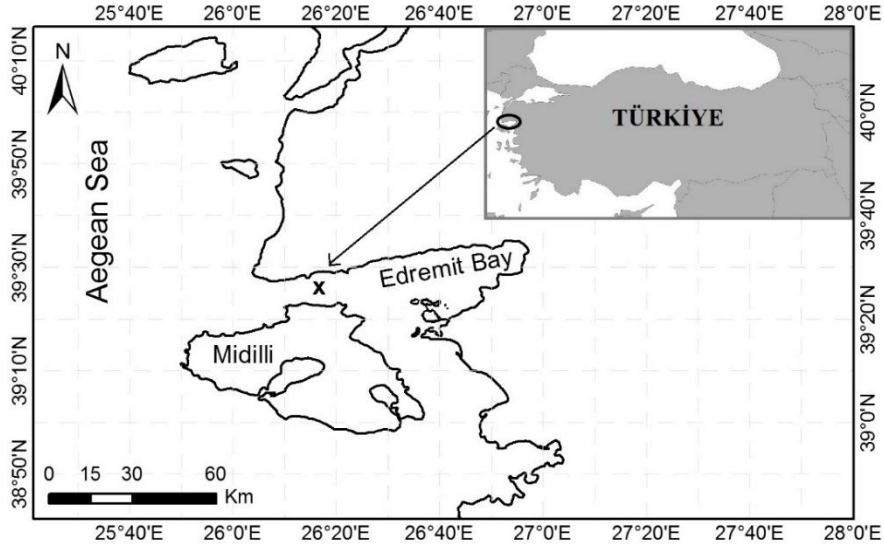 25°40'E 26°0'E 26°20'E 26°40'E 27°0'E 27°20'E 27°40'E 28°0'E
40°10'N
N
TÜRKİYE
40°0'N
39°50'N
Aegean Sea
39°40'N
39°30'N
Edremit Bay
x
39°20'N
Midilli
39°10'N
39°0'N
38°50'N
0 15 30 60
Km
25°40'E 26°0'E 26°20'E 26°40'E 27°0'E 27°20'E 27°40'E 28°0'E